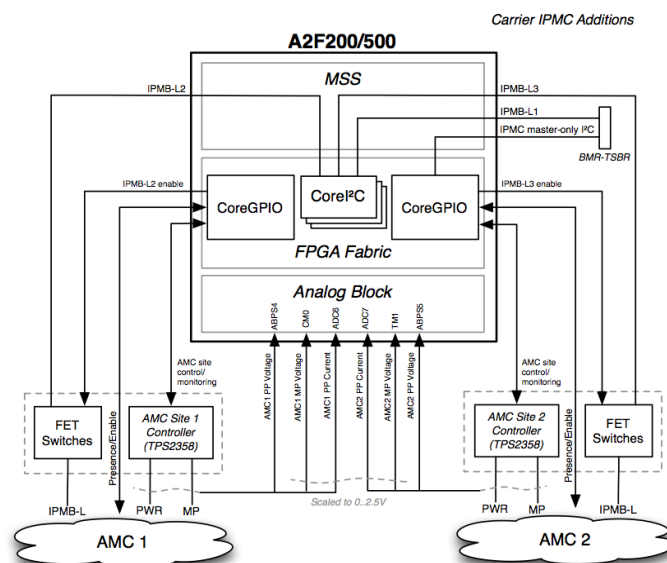 Carrier IPMC Additions
A2F200/500
MSS
IPMB-L2
IPMB-L3
IPMB-L1
IPMC master-only I²C
BMR-TSBR
IPMB-L2 enable
CoreGPIO
CoreI²C
CoreGPIO
IPMB-L3 enable
FPGA Fabric
Analog Block
ABPS4
CM0
ADC6
ADC7
TM1
ABPS5
AMC1 PP Voltage
AMC1 MP Voltage
AMC1 PP Current
AMC2 PP Current
AMC2 MP Voltage
AMC2 PP Voltage
AMC site
control/
monitoring
AMC site
control/
monitoring
FET
Switches
Presence/Enable
AMC Site 1
Controller
(TPS2358)
AMC Site 2
Controller
(TPS2358)
Presence/Enable
FET
Switches
Scaled to 0..2.5V
IPMB-L
PWR
MP
PWR
MP
IPMB-L
AMC 1
AMC 2